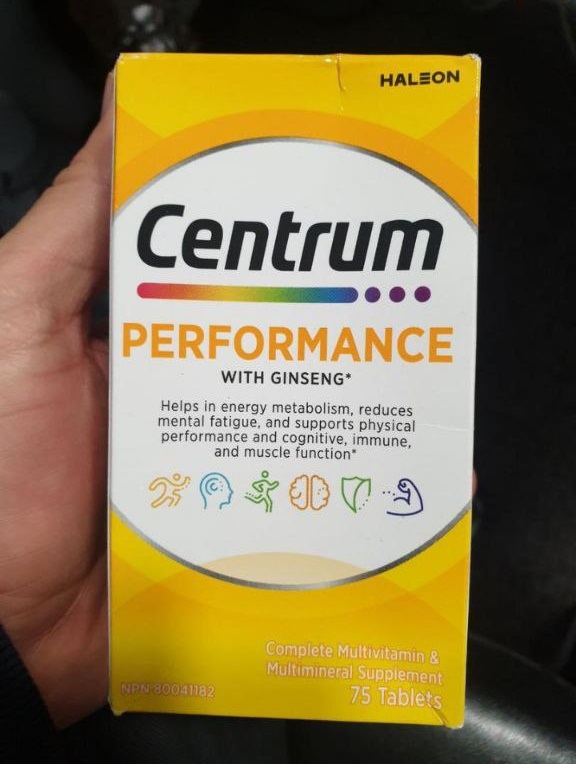 HALEON
Centrum
PERFORMANCE
WITH GINSENG*
Helps in energy metabolism, reduces
mental fatigue, and supports physical
performance and cognitive, immune,
and muscle function*
Complete Multivitamin &
Multimineral Supplement
75 Tablets
NPN 80041182